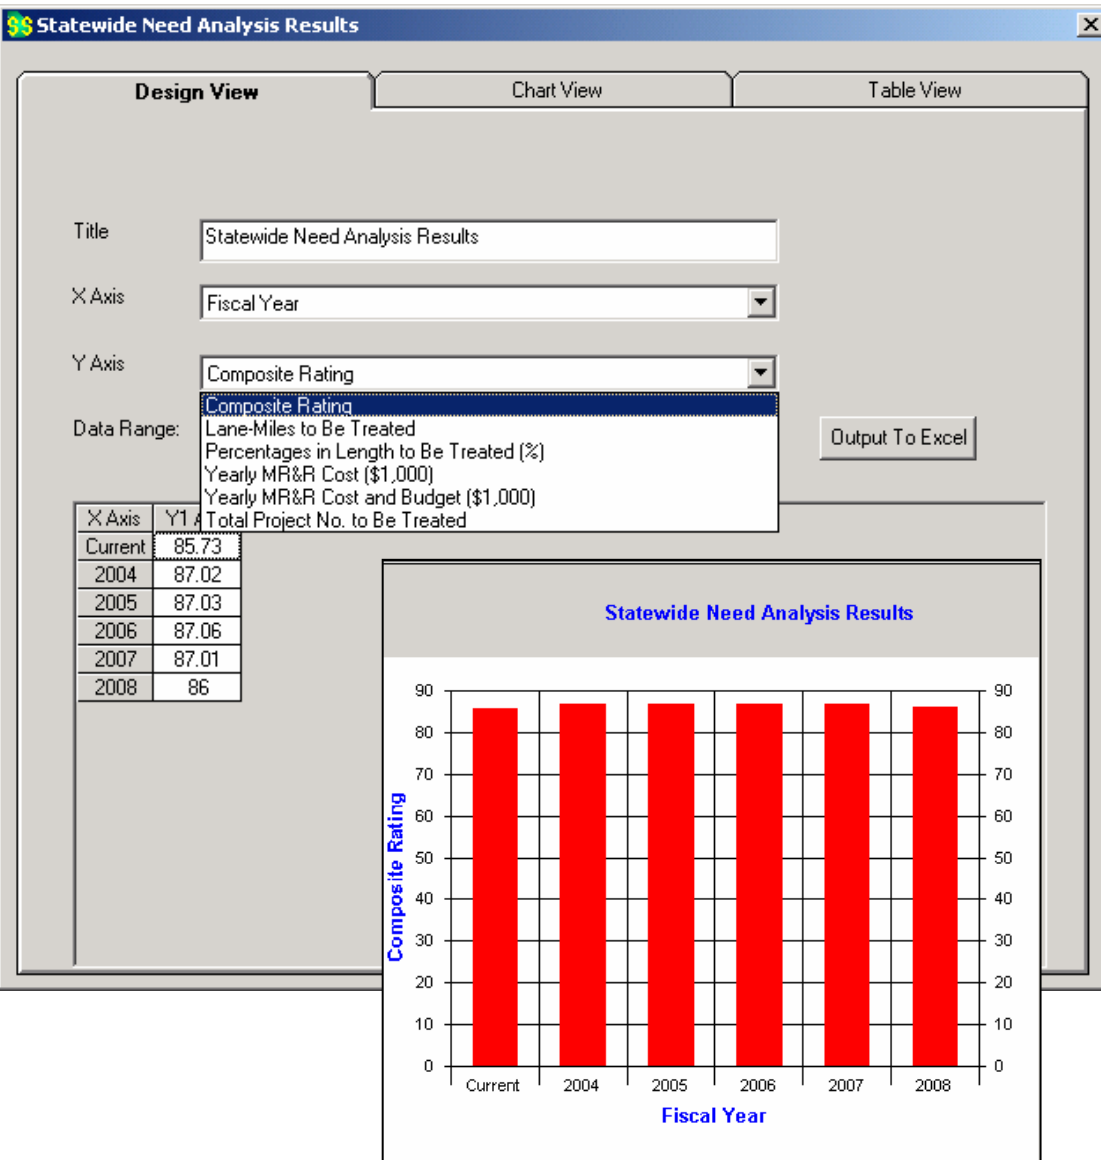 $$ Statewide Need Analysis Results
Design View Chart View Table View
Title Statewide Need Analysis Results
X Axis Fiscal Year
Y Axis Composite Rating
Composite Rating
Data Range: Lane-Miles to Be Treated
Output To Excel
Percentages in Length to Be Treated (%)
Yearly MR&R Cost ($1,000)
Yearly MR&R Cost and Budget ($1,000)
Total Project No. to Be Treated
X Axis Y1
Current 85.73
2004 87.02
2005 87.03
2006 87.06
2007 87.01
2008 86
Statewide Need Analysis Results
90 90
80 80
70 70
60 60
50 50
40 40
30 30
20 20
10 10
0 0
Composite Rating
Current 2004 2005 2006 2007 2008
Fiscal Year